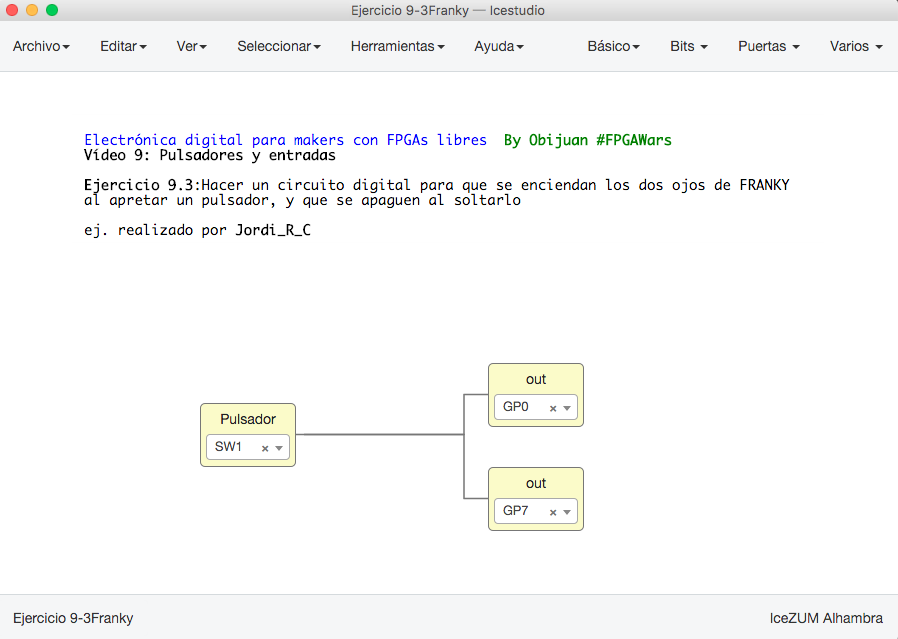 Ejercicio 9-3Franky — Icestudio
Archivo Editar Ver Seleccionar Herramientas Ayuda Básico Bits Puertas Varios
Electrónica digital para makers con FPGAs libres By Obijuan #FPGAWars
Vídeo 9: Pulsadores y entradas
Ejercicio 9.3:Hacer un circuito digital para que se enciendan los dos ojos de FRANKY
al apretar un pulsador, y que se apaguen al soltarlo
ej. realizado por Jordi_R_C
out
GP0
Pulsador
SW1
out
GP7
Ejercicio 9-3Franky IceZUM Alhambra